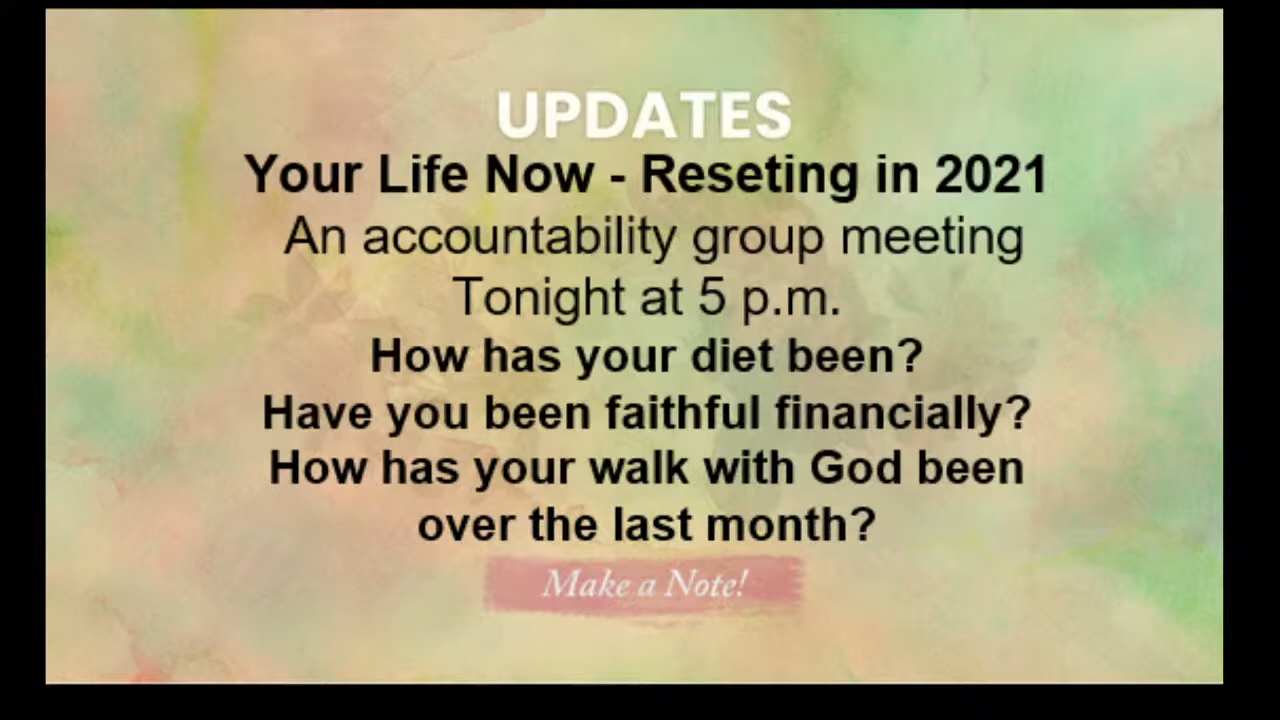 UPDATES
Your Life Now - Reseting in 2021
An accountability group meeting
Tonight at 5 p.m.
How has your diet been?
Have you been faithful financially?
How has your walk with God been
over the last month?
Make a Note!